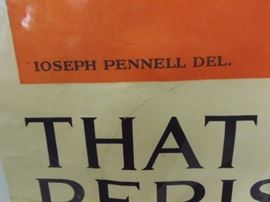 IOSEPH PENNELL DEL.
THAT
PERIS